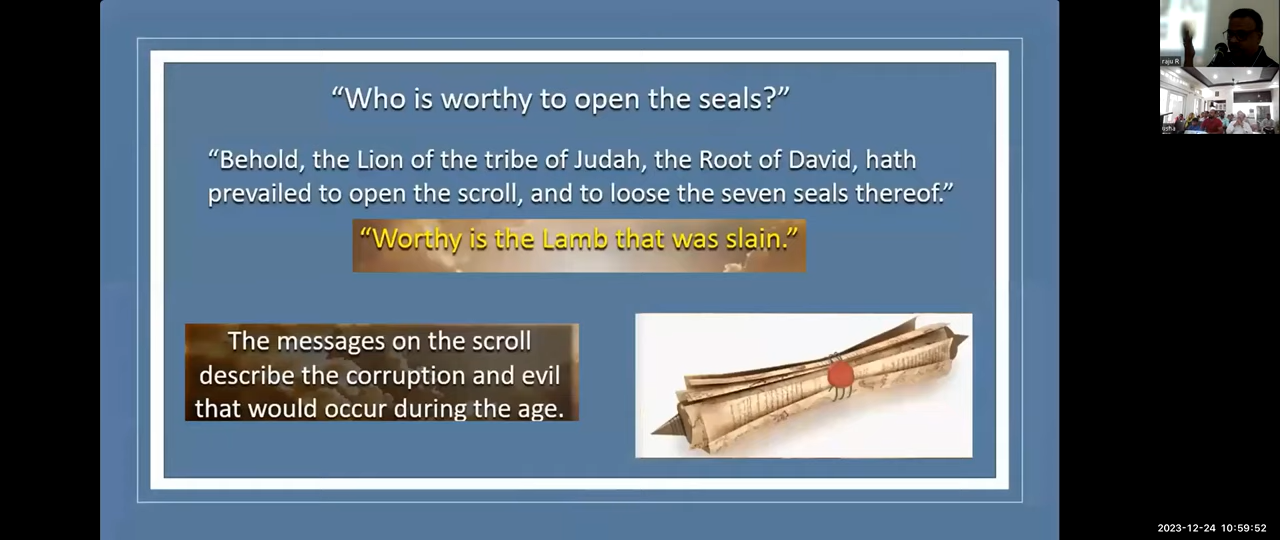 “Who is worthy to open the seals?”
“Behold, the Lion of the tribe of Judah, the Root of David, hath
prevailed to open the scroll, and to loose the seven seals thereof.”
“Worthy is the Lamb that was slain.”
The messages on the scroll
describe the corruption and evil
that would occur during the age.
raju R
usha
2023-12-24 10:59:52